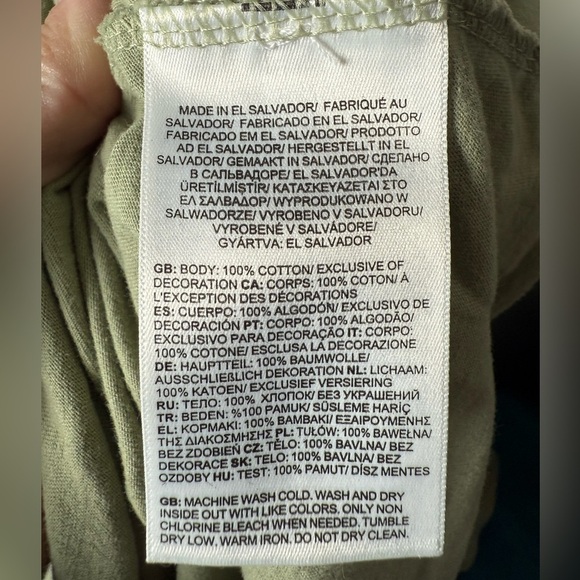 MADE IN EL SALVADOR/ FABRIQUÉ AU
SALVADOR/ FABRICADO EN EL SALVADOR/
FABRICADO EM EL SALVADOR/ PRODOTTO
AD EL SALVADOR/ HERGESTELLT IN EL
SALVADOR/ GEMAAKT IN SALVADOR/ СДЕЛАНО
В САЛЬВАДОРЕ/ EL SALVADOR'DA
ÜRETİLMİŞTİR/ ΚΑΤΑΣΚΕΥΑΖΕΤΑΙ ΣΤΟ
ΕΛ ΣΑΛΒΑΔΟΡ/ WYPRODUKOWANO W
SALWADORZE/ VYROBENO V SALVADORU/
VYROBENÉ V SALVÁDORE/
GYÁRTVA: EL SALVADOR
GB: BODY: 100% COTTON/ EXCLUSIVE OF
DECORATION CA: CORPS: 100% COTON/ À
L'EXCEPTION DES DÉCORATIONS
ES: CUERPO: 100% ALGODÓN/ EXCLUSIVO DE
DECORACIÓN PT: CORPO: 100% ALGODÃO/
EXCLUSIVO PARA DECORAÇÃO IT: CORPO:
100% COTONE/ ESCLUSA LA DECORAZIONE
DE: HAUPTTEIL: 100% BAUMWOLLE/
AUSSCHLIEßLICH DEKORATION NL: LICHAAM:
100% KATOEN/ EXCLUSIEF VERSIERING
RU: ТЕЛО: 100% ХЛОПОК/ БЕЗ УКРАШЕНИЙ
TR: BEDEN: %100 PAMUK/ SÜSLEME HARİÇ
EL: ΚΟΡΜΑΚΙ: 100% ΒΑΜΒΑΚΙ/ ΕΞΑΙΡΟΥΜΕΝΗΣ
ΤΗΣ ΔΙΑΚΟΣΜΗΣΗΣ PL: TUŁÓW: 100% BAWEŁNA/
BEZ ZDOBIEŃ CZ: TĚLO: 100% BAVLNA/ BEZ
DEKORACE SK: TELO: 100% BAVLNA/ BEZ
OZDOBY HU: TEST: 100% PAMUT/ DÍSZ MENTES
GB: MACHINE WASH COLD. WASH AND DRY
INSIDE OUT WITH LIKE COLORS. ONLY NON
CHLORINE BLEACH WHEN NEEDED. TUMBLE
DRY LOW. WARM IRON. DO NOT DRY CLEAN.